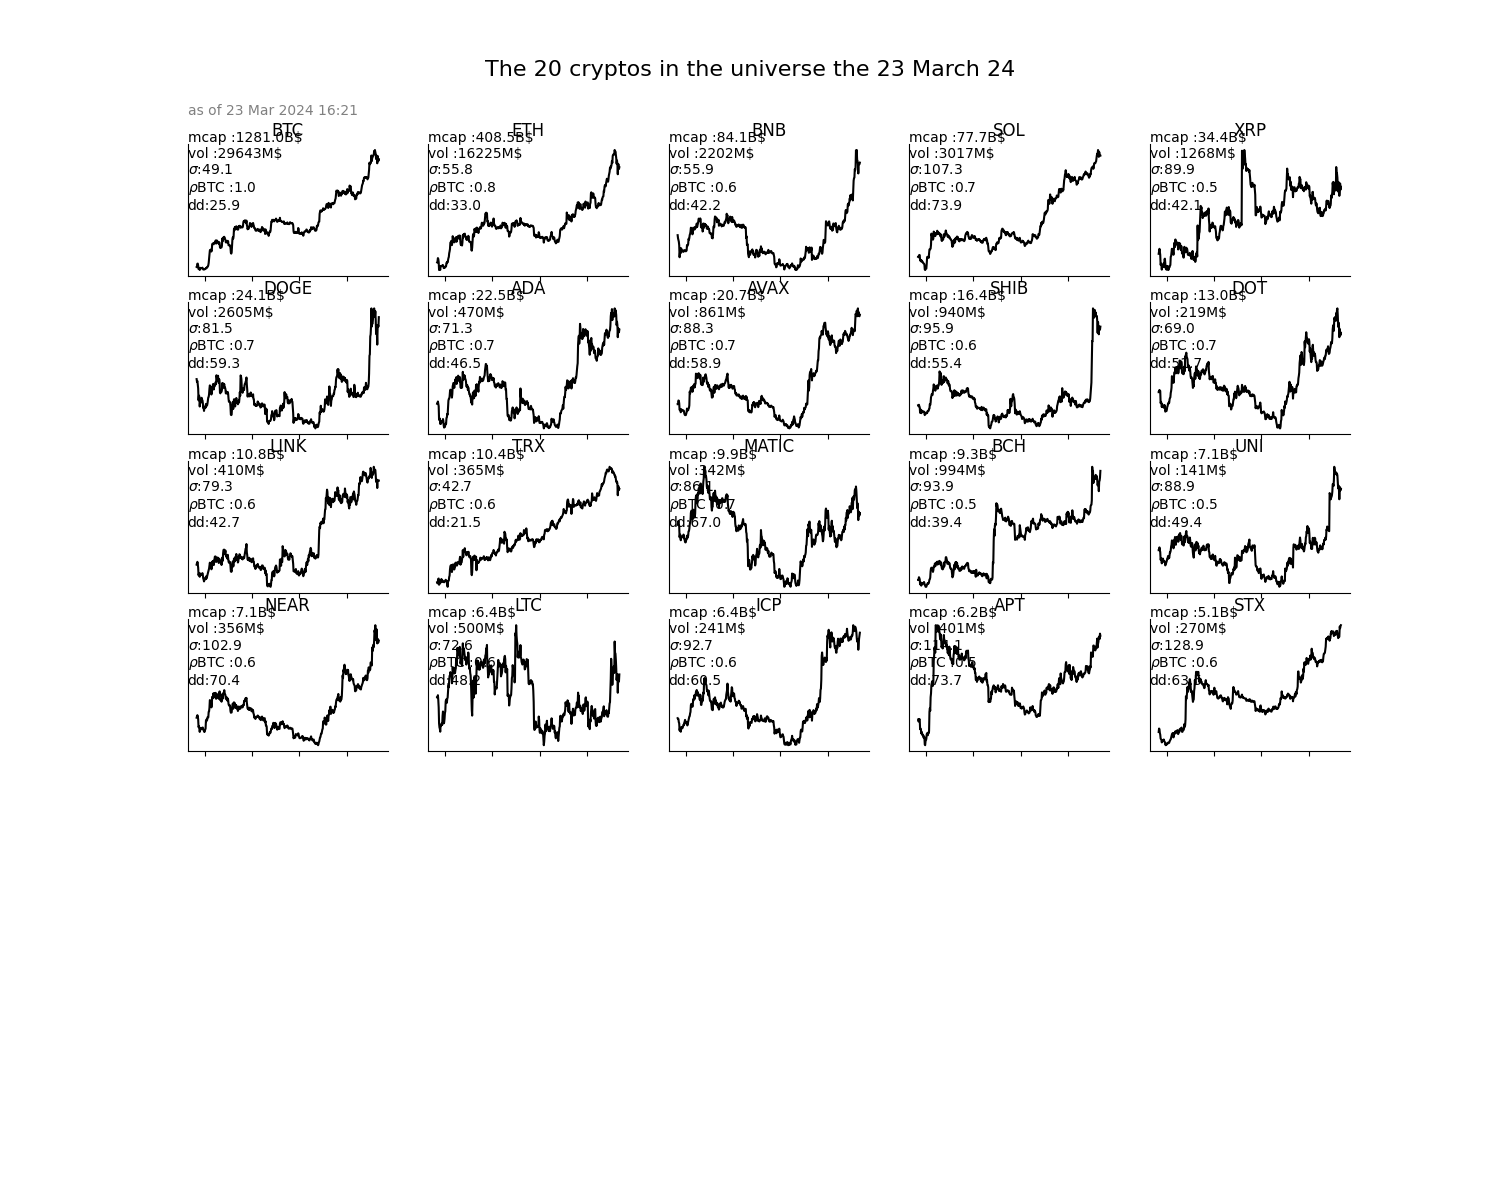 The 20 cryptos in the universe the 23 March 24
as of 23 Mar 2024 16:21
BTC
mcap :1281.0B$
vol :29643M$
σ:49.1
ρBTC :1.0
dd:25.9
ETH
mcap :408.5B$
vol :16225M$
σ:55.8
ρBTC :0.8
dd:33.0
BNB
mcap :84.1B$
vol :2202M$
σ:55.9
ρBTC :0.6
dd:42.2
SOL
mcap :77.7B$
vol :3017M$
σ:107.3
ρBTC :0.7
dd:73.9
XRP
mcap :34.4B$
vol :1268M$
σ:89.9
ρBTC :0.5
dd:42.1
DOGE
mcap :24.1B$
vol :2605M$
σ:81.5
ρBTC :0.7
dd:59.3
ADA
mcap :22.5B$
vol :470M$
σ:71.3
ρBTC :0.7
dd:46.5
AVAX
mcap :20.7B$
vol :861M$
σ:88.3
ρBTC :0.7
dd:58.9
SHIB
mcap :16.4B$
vol :940M$
σ:95.9
ρBTC :0.6
dd:55.4
DOT
mcap :13.0B$
vol :219M$
σ:69.0
ρBTC :0.7
LINK
mcap :10.8B$
vol :410M$
σ:79.3
ρBTC :0.6
dd:42.7
TRX
mcap :10.4B$
vol :365M$
σ:42.7
ρBTC :0.6
dd:21.5
MATIC
mcap :9.9B$
vol :342M$
ρBTC :0.7
dd:67.0
BCH
mcap :9.3B$
vol :994M$
σ:93.9
ρBTC :0.5
dd:39.4
UNI
mcap :7.1B$
vol :141M$
σ:88.9
ρBTC :0.5
dd:49.4
NEAR
mcap :7.1B$
vol :356M$
σ:102.9
ρBTC :0.6
dd:70.4
LTC
mcap :6.4B$
vol :500M$
σ:72.6
ρBTC :0.6
dd:48.2
ICP
mcap :6.4B$
vol :241M$
σ:92.7
ρBTC :0.6
dd:60.5
APT
mcap :6.2B$
vol :401M$
ρBTC :0.5
dd:73.7
STX
mcap :5.1B$
vol :270M$
σ:128.9
ρBTC :0.6